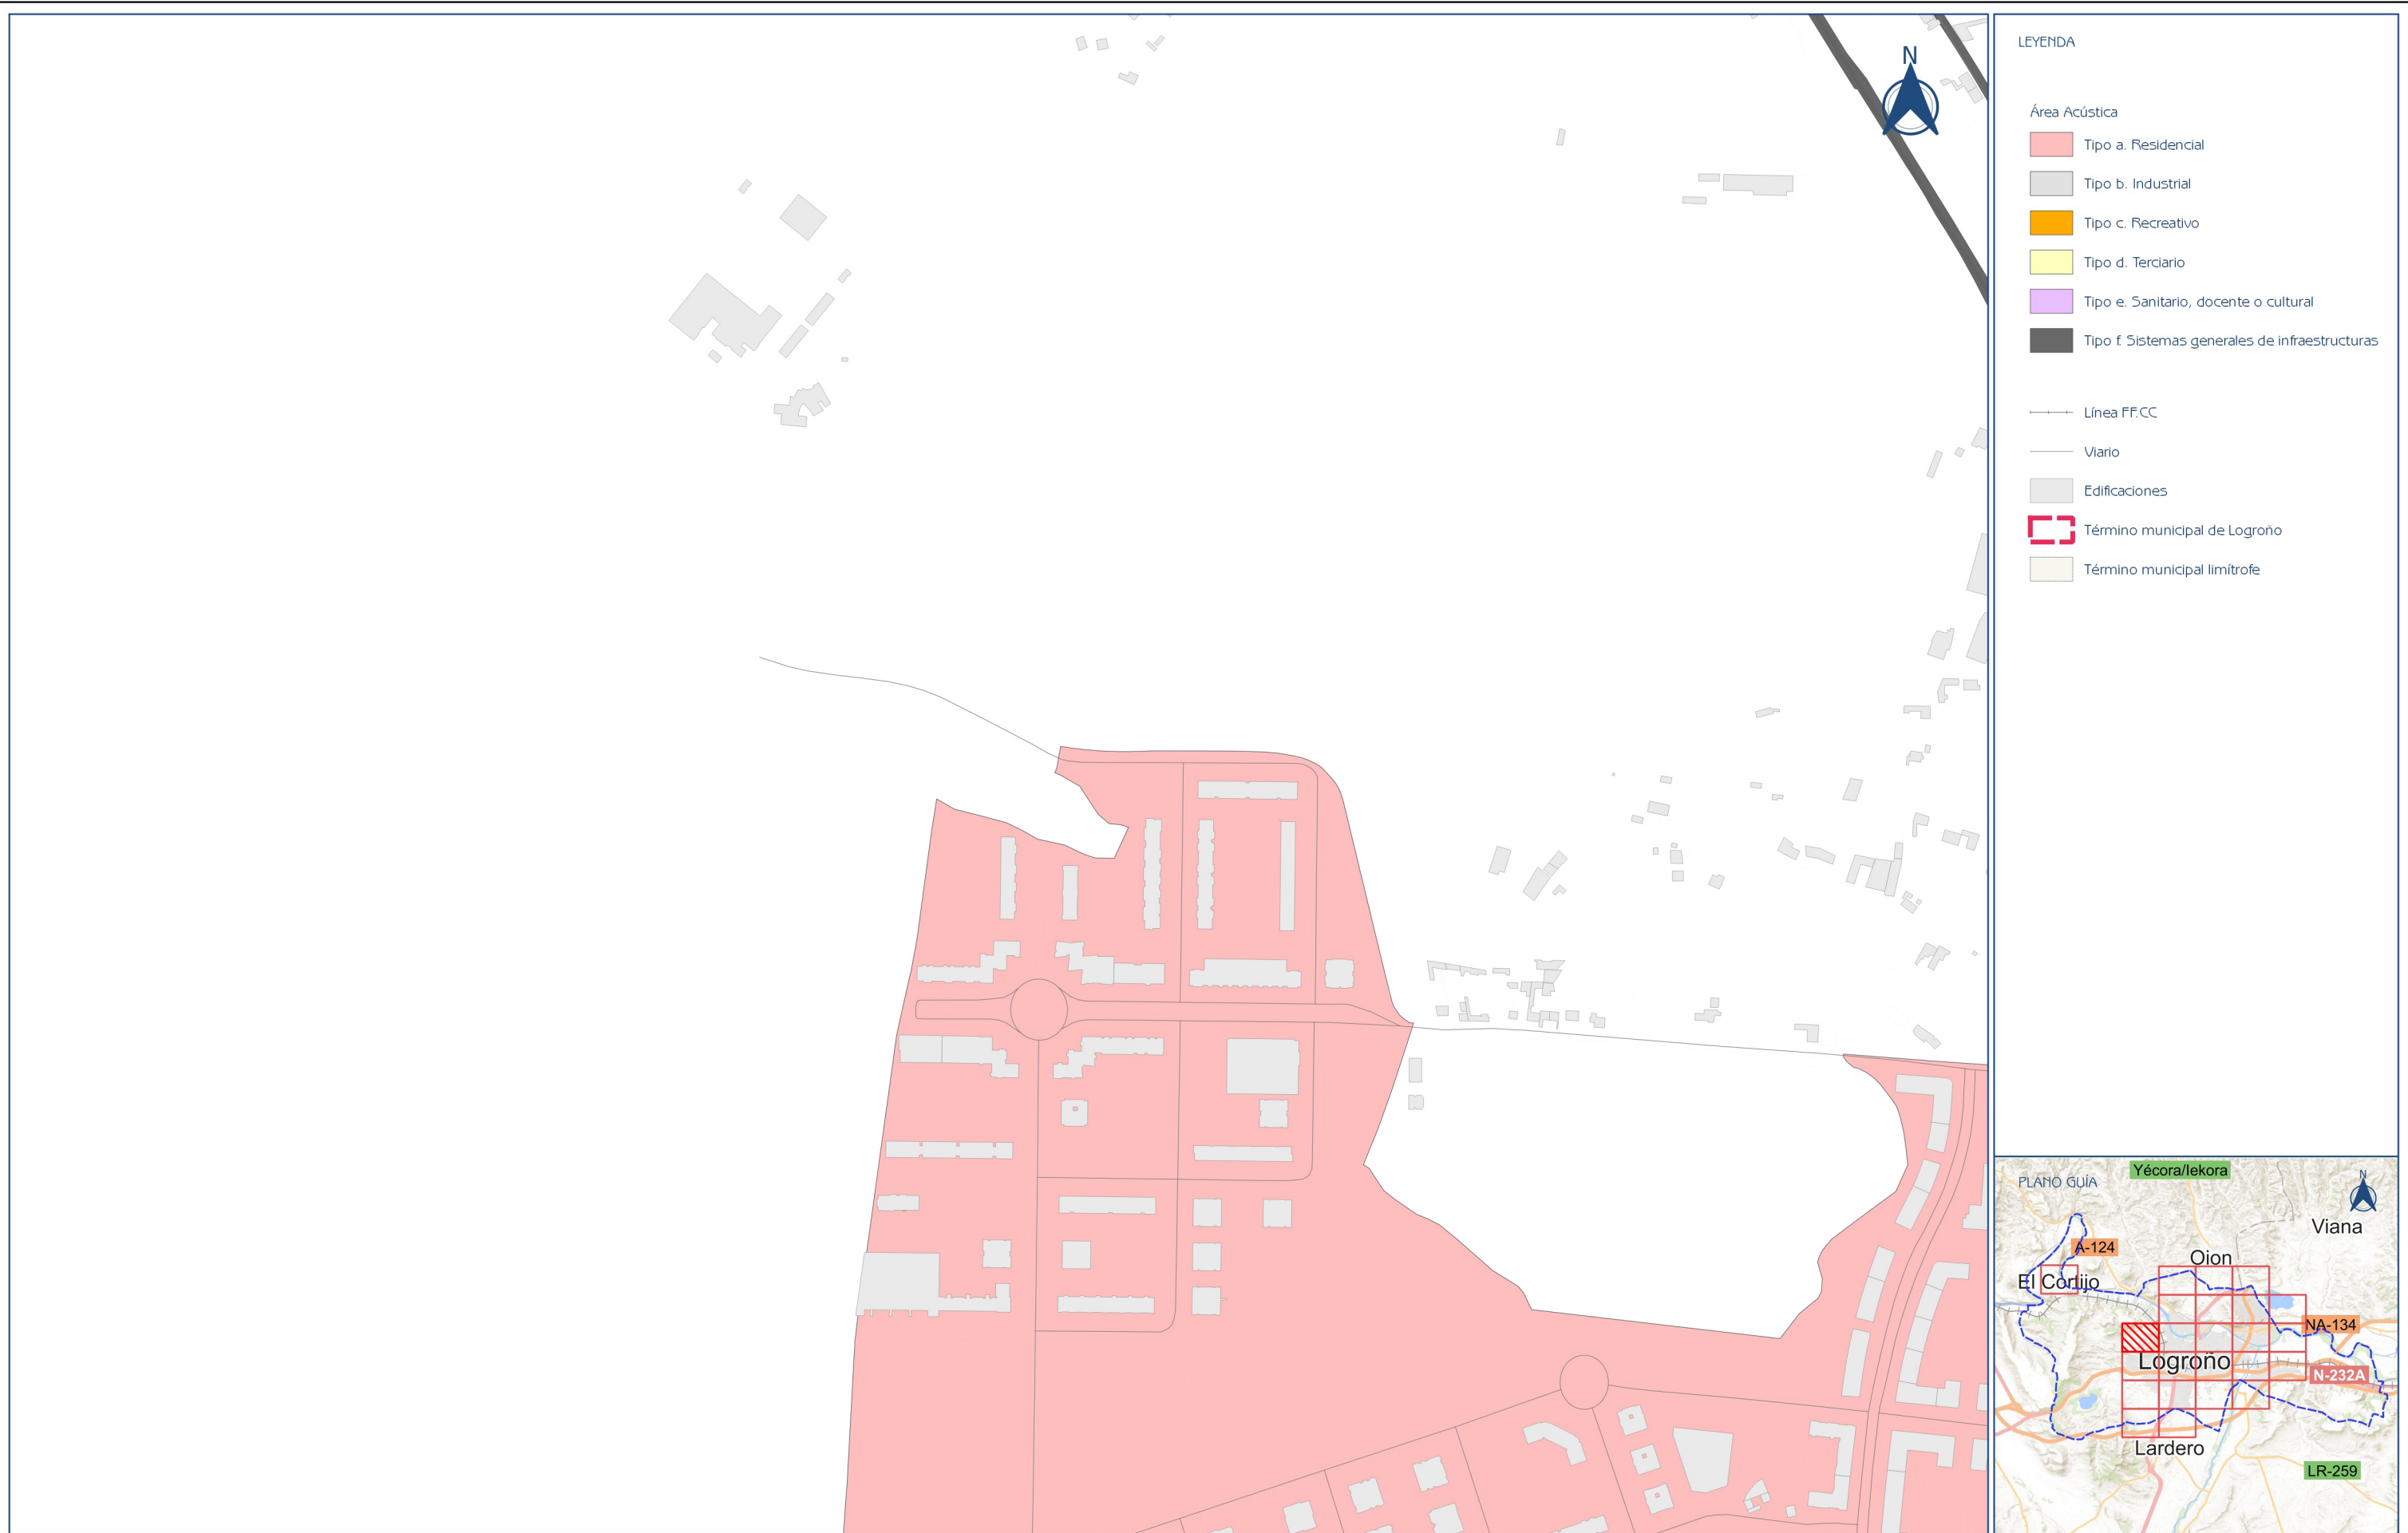 N
LEYENDA
Área Acústica
Tipo a. Residencial
Tipo b. Industrial
Tipo c. Recreativo
Tipo d. Terciario
Tipo e. Sanitario, docente o cultural
Tipo f. Sistemas generales de infraestructuras
Línea FF.CC
Viario
Edificaciones
Término municipal de Logroño
Término municipal limítrofe
PLANO GUÍA
Yécora/Iekora
N
Viana
A-124
Oion
El Cortijo
NA-134
Logroño
N-232A
Lardero
LR-259